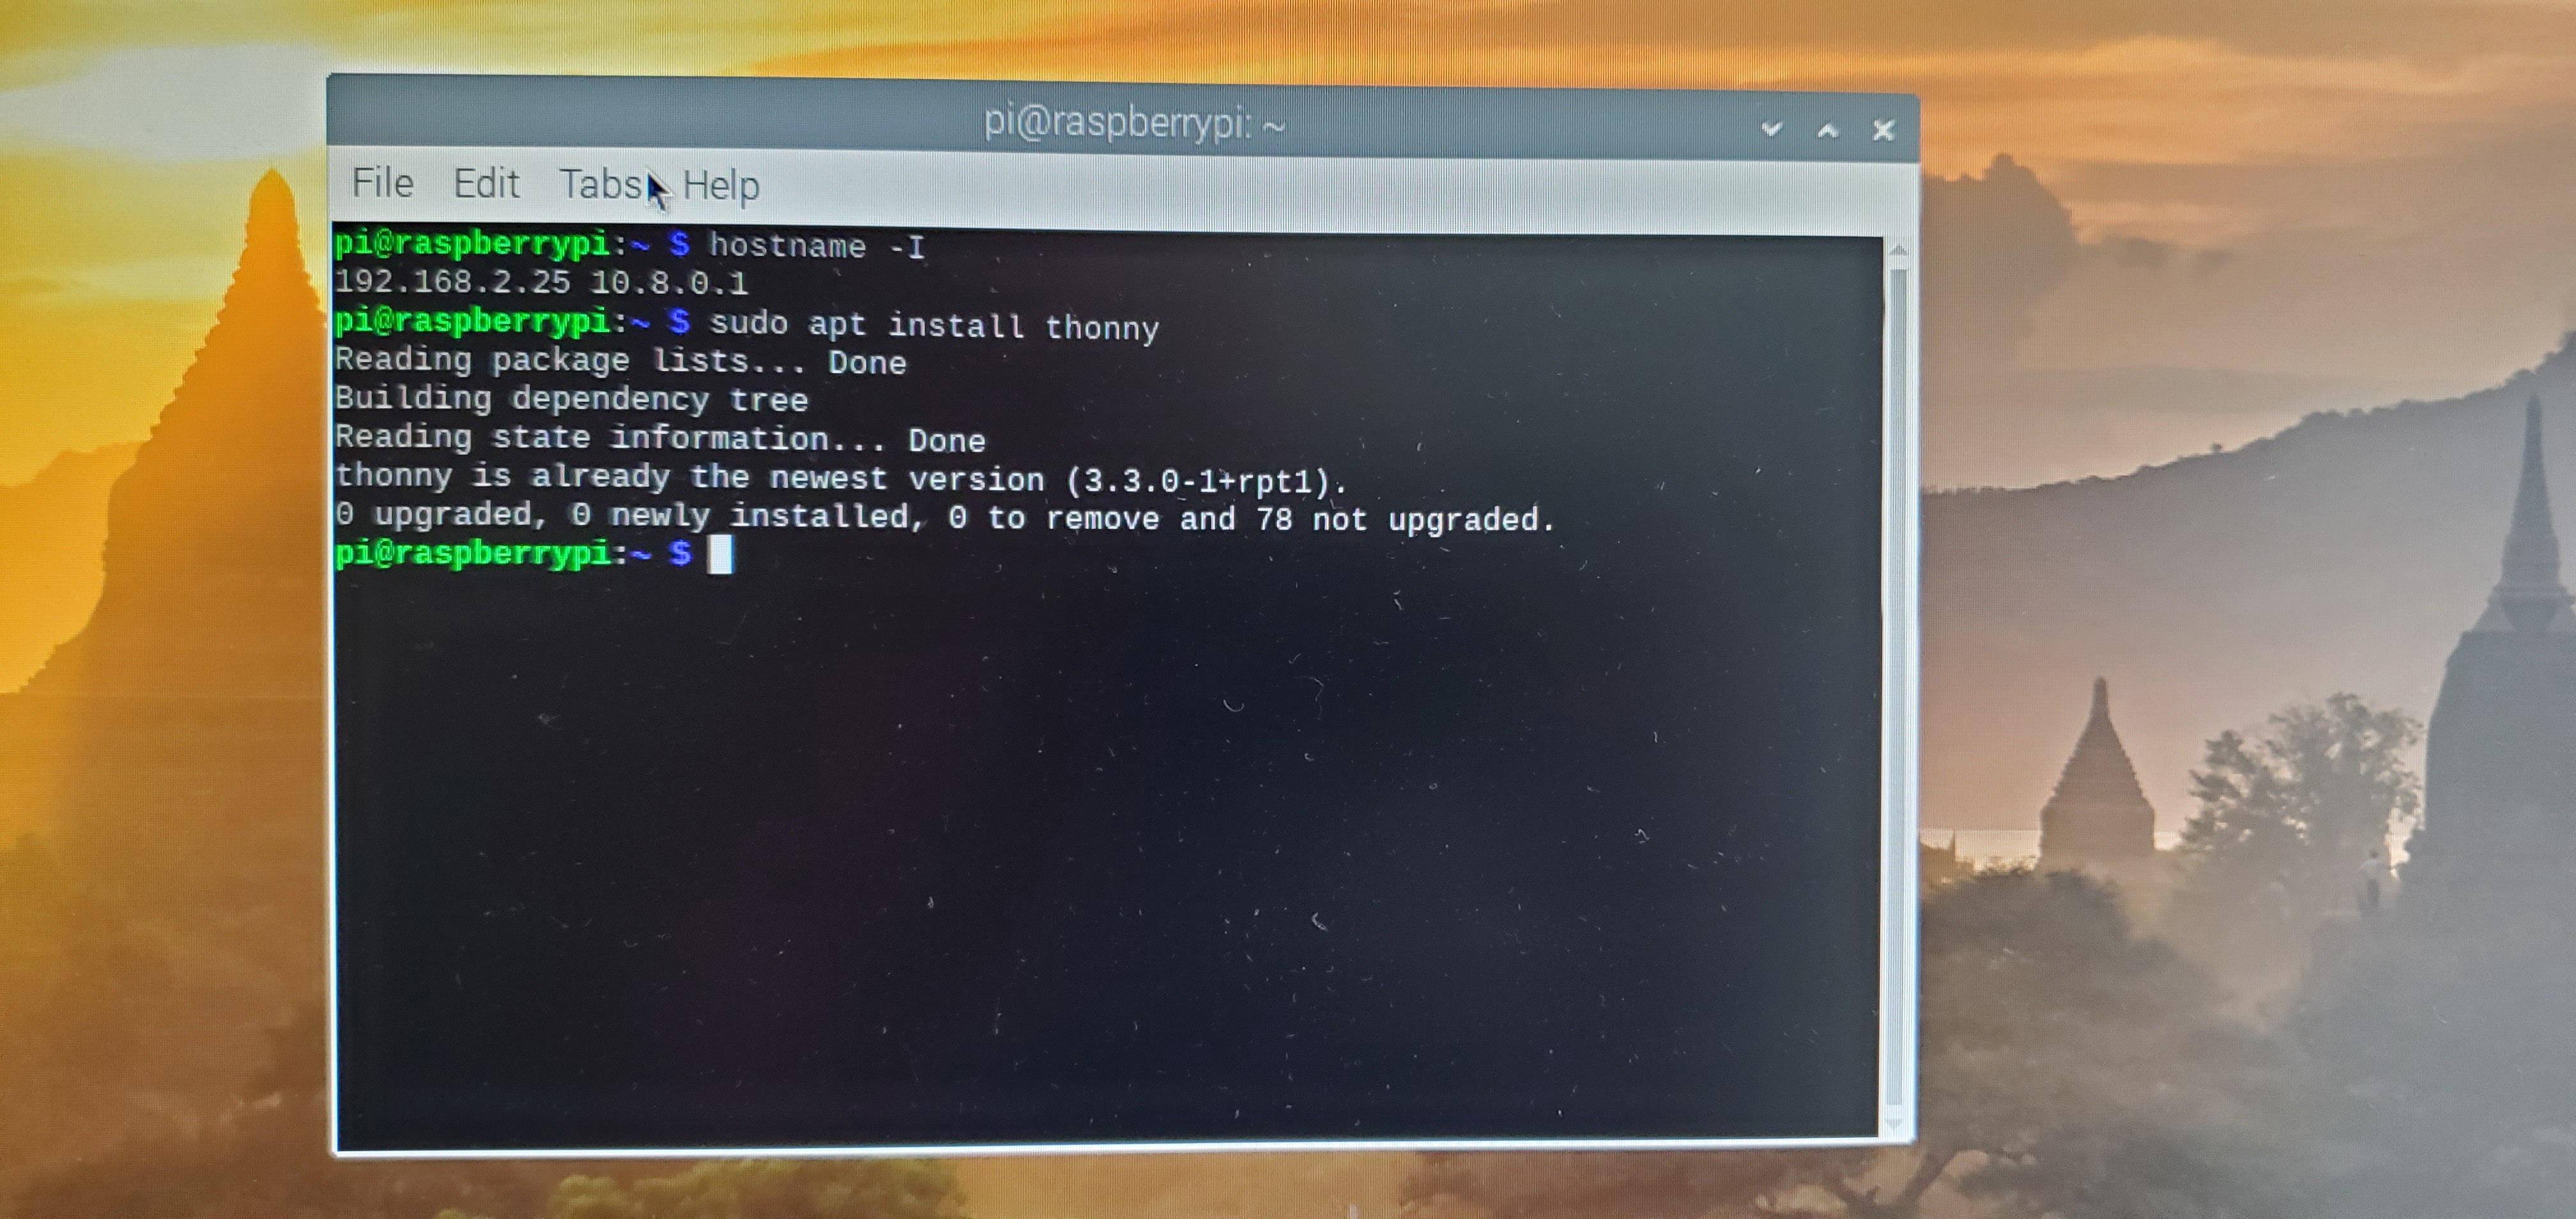 pi@raspberrypi: ~
File Edit Tabs Help
pi@raspberrypi:~ $ hostname -I
192.168.2.25 10.8.0.1
pi@raspberrypi:~ $ sudo apt install thonny
Reading package lists... Done
Building dependency tree
Reading state information... Done
thonny is already the newest version (3.3.0-1+rpt1).
0 upgraded, 0 newly installed, 0 to remove and 78 not upgraded.
pi@raspberrypi:~ $